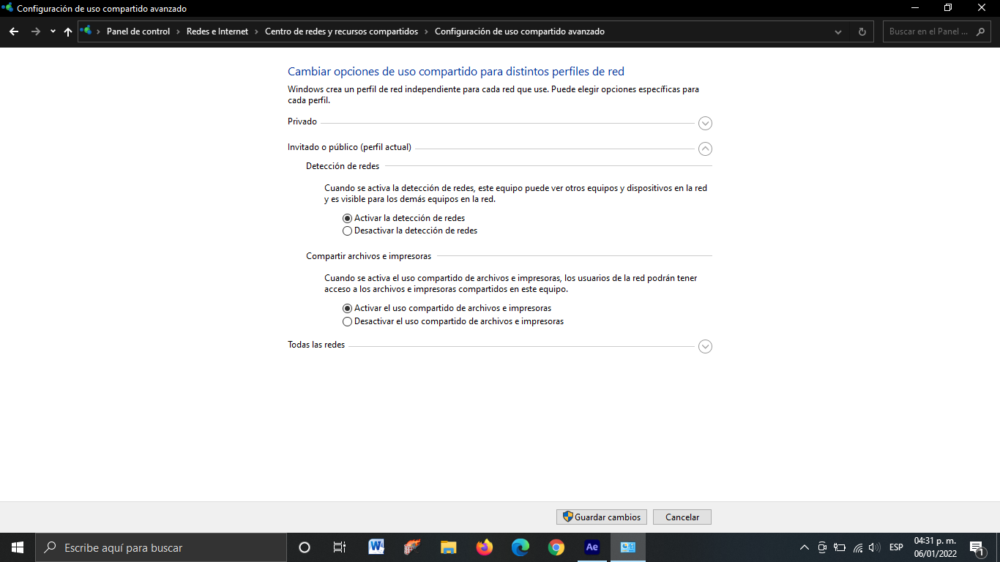 Configuración de uso compartido avanzado
Panel de control > Redes e Internet > Centro de redes y recursos compartidos > Configuración de uso compartido avanzado
Buscar en el Panel ...
Cambiar opciones de uso compartido para distintos perfiles de red
Windows crea un perfil de red independiente para cada red que use. Puede elegir opciones específicas para
cada perfil.
Privado
Invitado o público (perfil actual)
Detección de redes
Cuando se activa la detección de redes, este equipo puede ver otros equipos y dispositivos en la red
y es visible para los demás equipos en la red.
Activar la detección de redes
Desactivar la detección de redes
Compartir archivos e impresoras
Cuando se activa el uso compartido de archivos e impresoras, los usuarios de la red podrán tener
acceso a los archivos e impresoras compartidos en este equipo.
Activar el uso compartido de archivos e impresoras
Desactivar el uso compartido de archivos e impresoras
Todas las redes
Guardar cambios
Cancelar
Escribe aquí para buscar
W
Ae
ESP
04:31 p. m.
06/01/2022
1